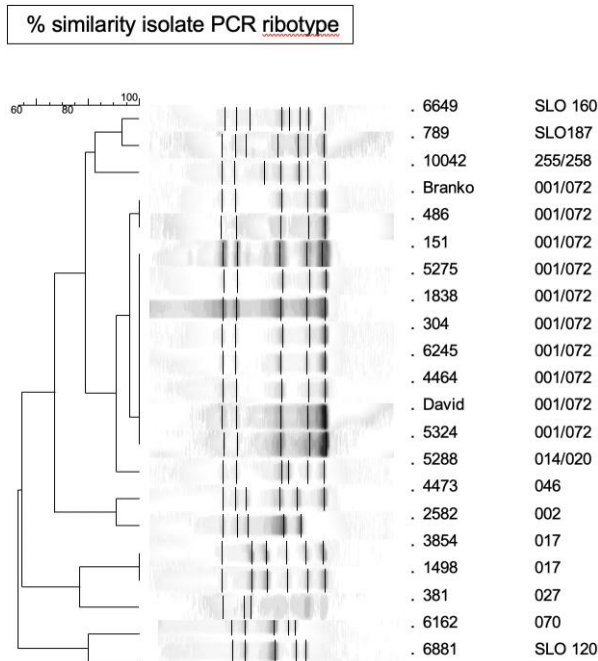 % similarity isolate PCR ribotype
60 80 100
. 6649 SLO 160
. 789 SLO187
. 10042 255/258
. Branko 001/072
. 486 001/072
. 151 001/072
. 5275 001/072
. 1838 001/072
. 304 001/072
. 6245 001/072
. 4464 001/072
. David 001/072
. 5324 001/072
. 5288 014/020
. 4473 046
. 2582 002
. 3854 017
. 1498 017
. 381 027
. 6162 070
. 6881 SLO 120